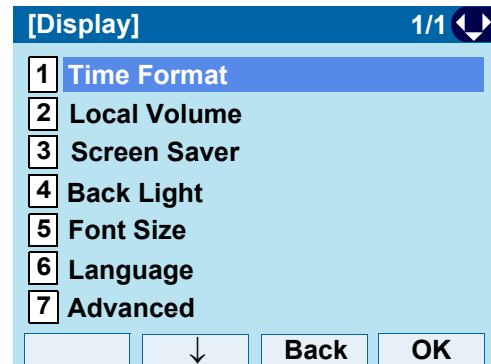 [Display] 1/1
1 Time Format
2 Local Volume
3 Screen Saver
4 Back Light
5 Font Size
6 Language
7 Advanced
↓ Back OK